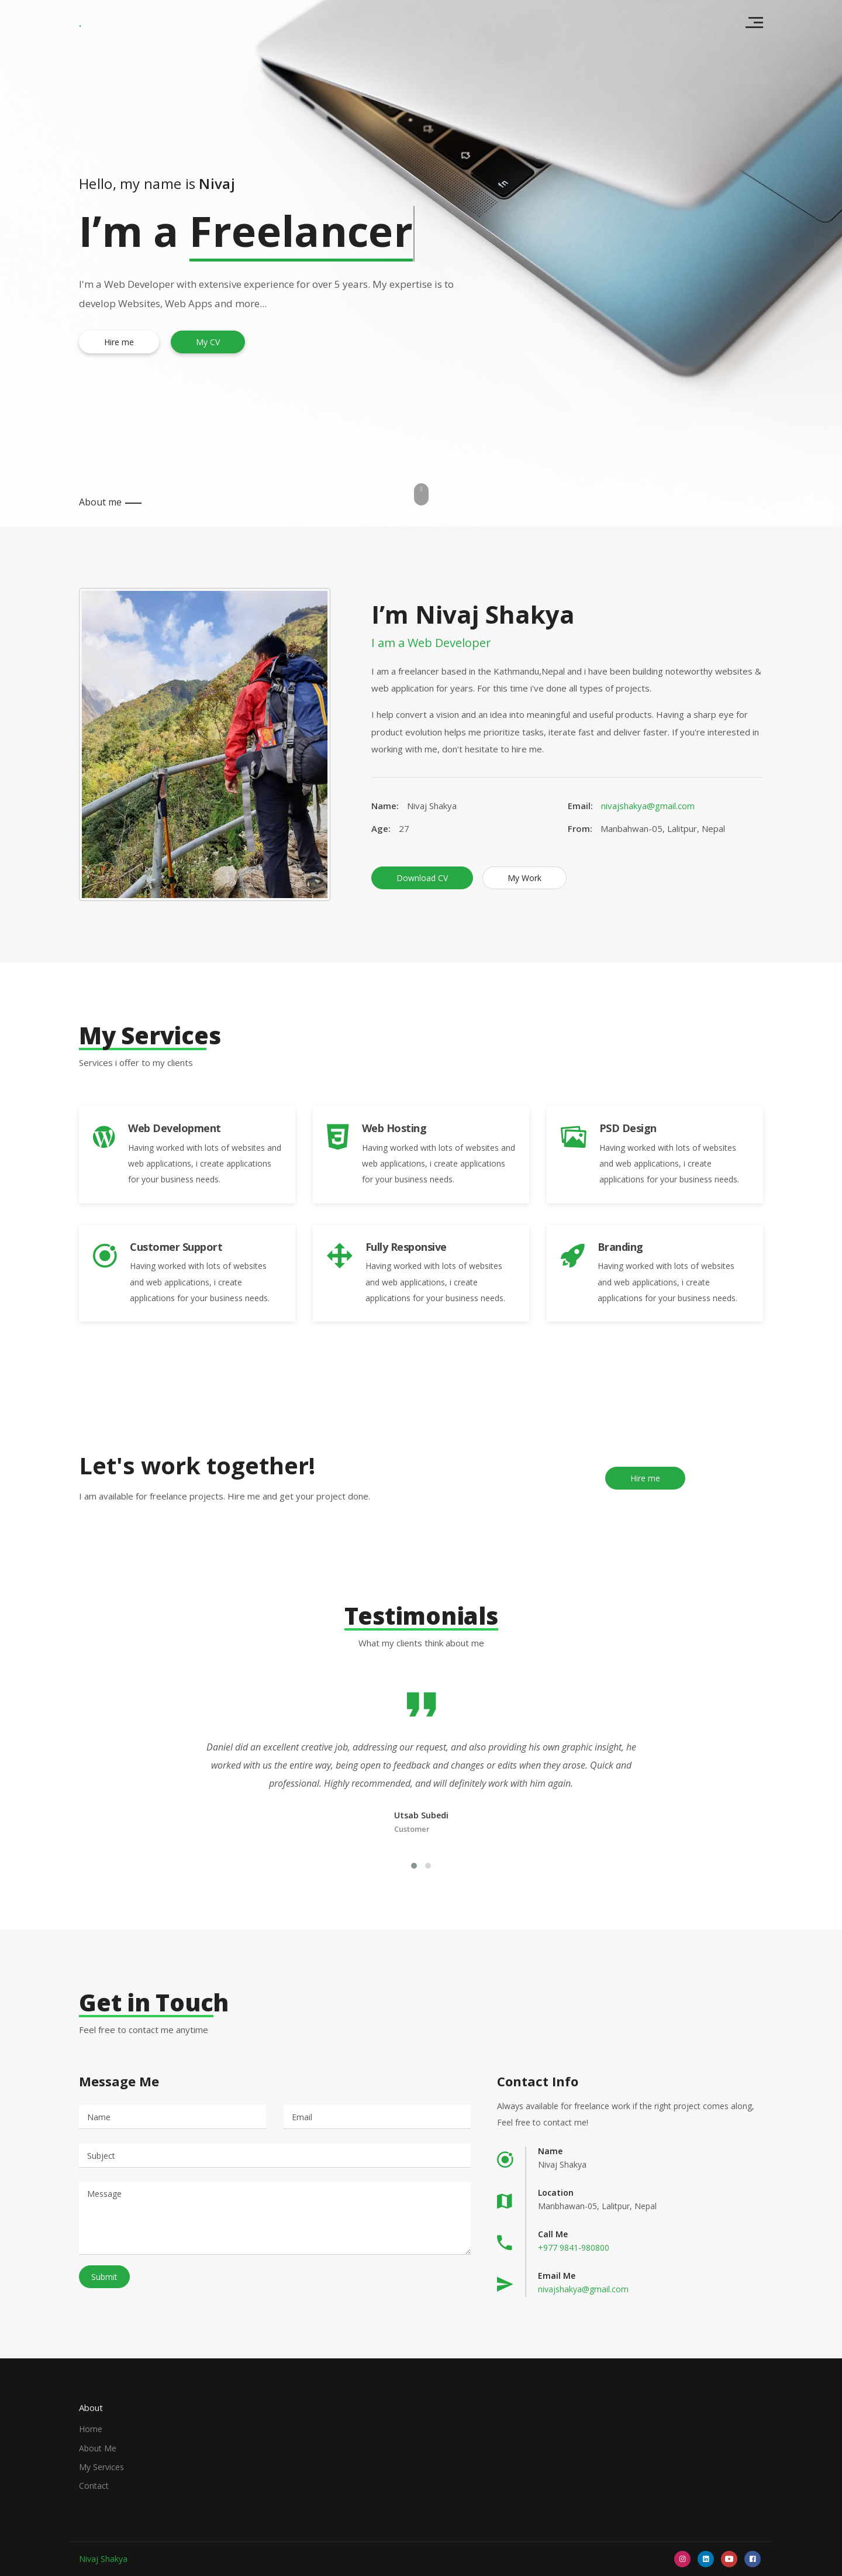 Hello, my name is Nivaj
I’m a Freelancer
I'm a Web Developer with extensive experience for over 5 years. My expertise is to
develop Websites, Web Apps and more...
Hire me
My CV
About me
I’m Nivaj Shakya
I am a Web Developer
I am a freelancer based in the Kathmandu,Nepal and i have been building noteworthy websites &
web application for years. For this time i've done all types of projects.
I help convert a vision and an idea into meaningful and useful products. Having a sharp eye for
product evolution helps me prioritize tasks, iterate fast and deliver faster. If you're interested in
working with me, don't hesitate to hire me.
Name: Nivaj Shakya
Email: nivajshakya@gmail.com
Age: 27
From: Manbahwan-05, Lalitpur, Nepal
Download CV
My Work
My Services
Services i offer to my clients
Web Development
Having worked with lots of websites and
web applications, i create applications
for your business needs.
Web Hosting
Having worked with lots of websites and
web applications, i create applications
for your business needs.
PSD Design
Having worked with lots of websites
and web applications, i create
applications for your business needs.
Customer Support
Having worked with lots of websites
and web applications, i create
applications for your business needs.
Fully Responsive
Having worked with lots of websites
and web applications, i create
applications for your business needs.
Branding
Having worked with lots of websites
and web applications, i create
applications for your business needs.
Let's work together!
I am available for freelance projects. Hire me and get your project done.
Hire me
Testimonials
What my clients think about me
Daniel did an excellent creative job, addressing our request, and also providing his own graphic insight, he
worked with us the entire way, being open to feedback and changes or edits when they arose. Quick and
professional. Highly recommended, and will definitely work with him again.
Utsab Subedi
Customer
Get in Touch
Feel free to contact me anytime
Message Me
Name
Email
Subject
Message
Submit
Contact Info
Always available for freelance work if the right project comes along,
Feel free to contact me!
Name
Nivaj Shakya
Location
Manbhawan-05, Lalitpur, Nepal
Call Me
+977 9841-980800
Email Me
nivajshakya@gmail.com
About
Home
About Me
My Services
Contact
Nivaj Shakya